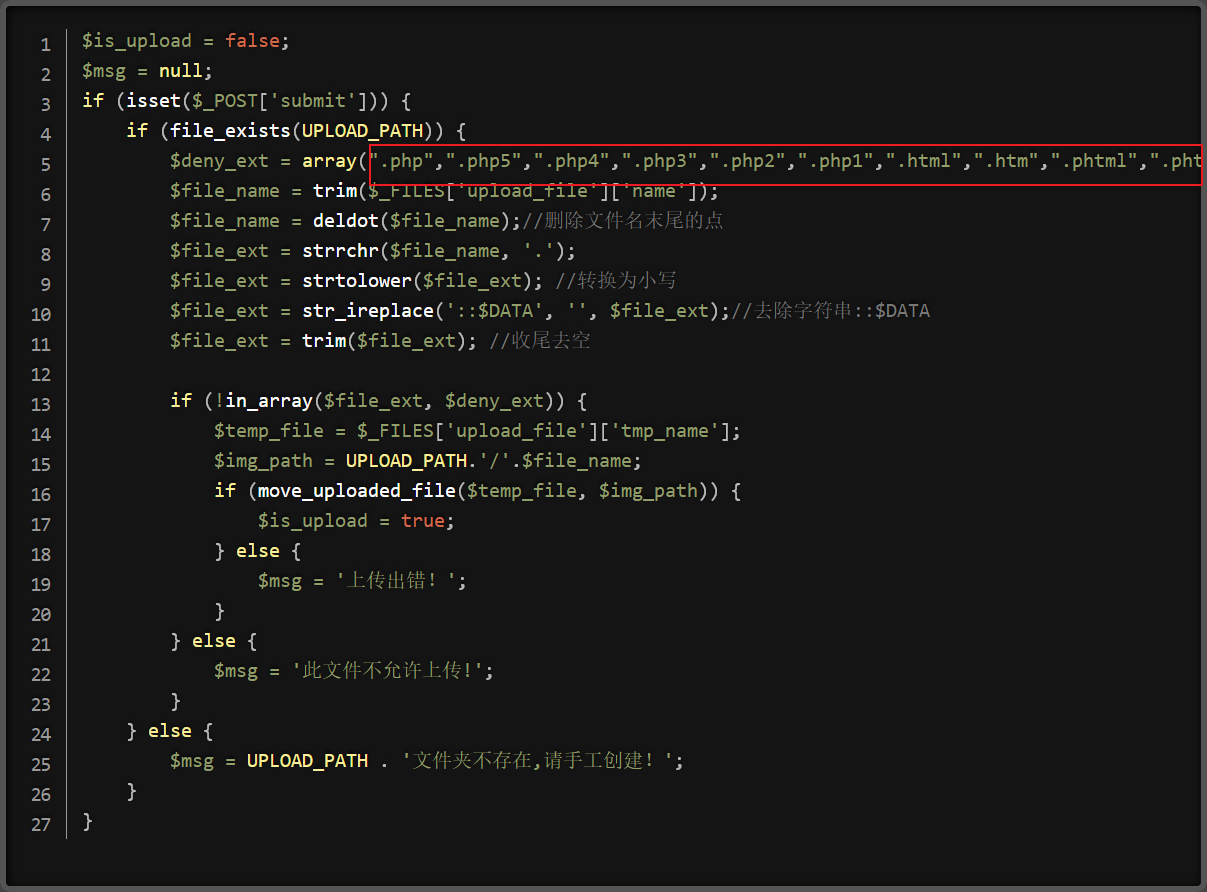 1 $is_upload = false;
2 $msg = null;
3 if (isset($_POST['submit'])) {
4 if (file_exists(UPLOAD_PATH)) {
5 $deny_ext = array(".php",".php5",".php4",".php3",".php2",".php1",".html",".htm",".phtml",".pht
6 $file_name = trim($_FILES['upload_file']['name']);
7 $file_name = deldot($file_name);//删除文件名末尾的点
8 $file_ext = strrchr($file_name, '.');
9 $file_ext = strtolower($file_ext); //转换为小写
10 $file_ext = str_ireplace('::$DATA', '', $file_ext);//去除字符串::$DATA
11 $file_ext = trim($file_ext); //收尾去空
12
13 if (!in_array($file_ext, $deny_ext)) {
14 $temp_file = $_FILES['upload_file']['tmp_name'];
15 $img_path = UPLOAD_PATH.'/'.$file_name;
16 if (move_uploaded_file($temp_file, $img_path)) {
17 $is_upload = true;
18 } else {
19 $msg = '上传出错！';
20 }
21 } else {
22 $msg = '此文件不允许上传!';
23 }
24 } else {
25 $msg = UPLOAD_PATH . '文件夹不存在,请手工创建！';
26 }
27 }